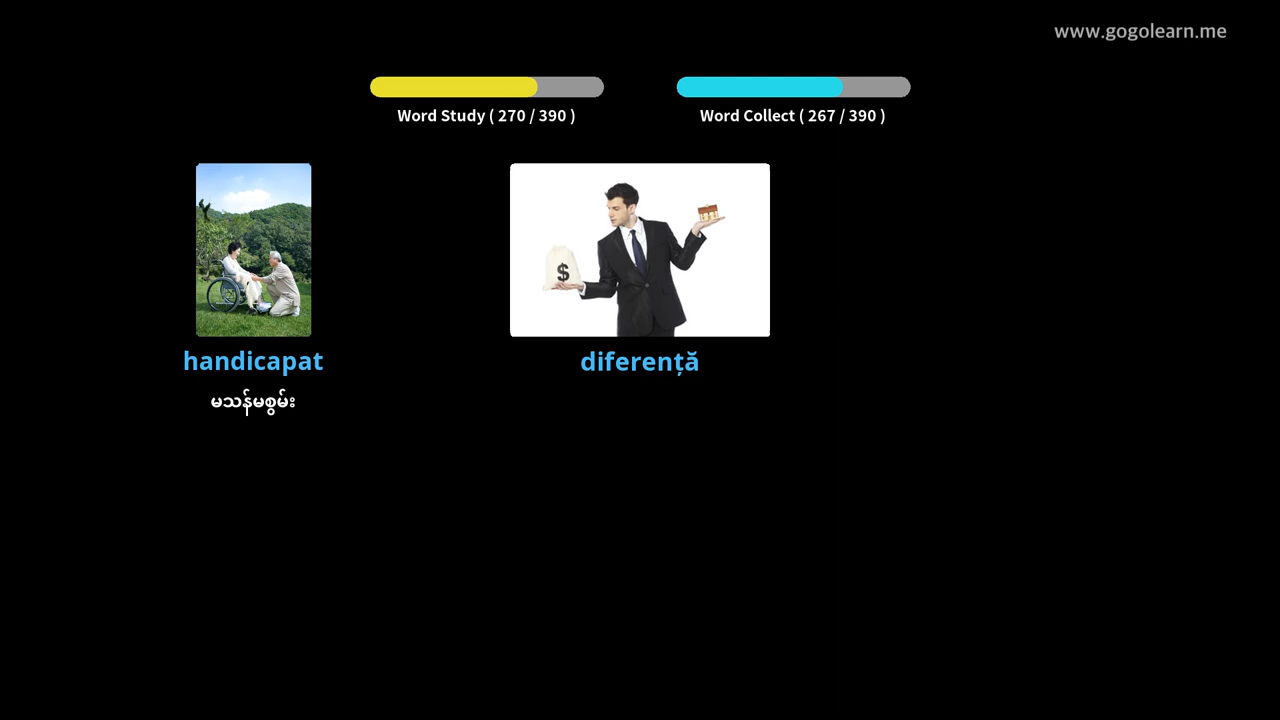 www.gogolearn.me
Word Study ( 270 / 390 )
Word Collect ( 267 / 390 )
$
handicapat
diferență
မသန်မစွမ်း